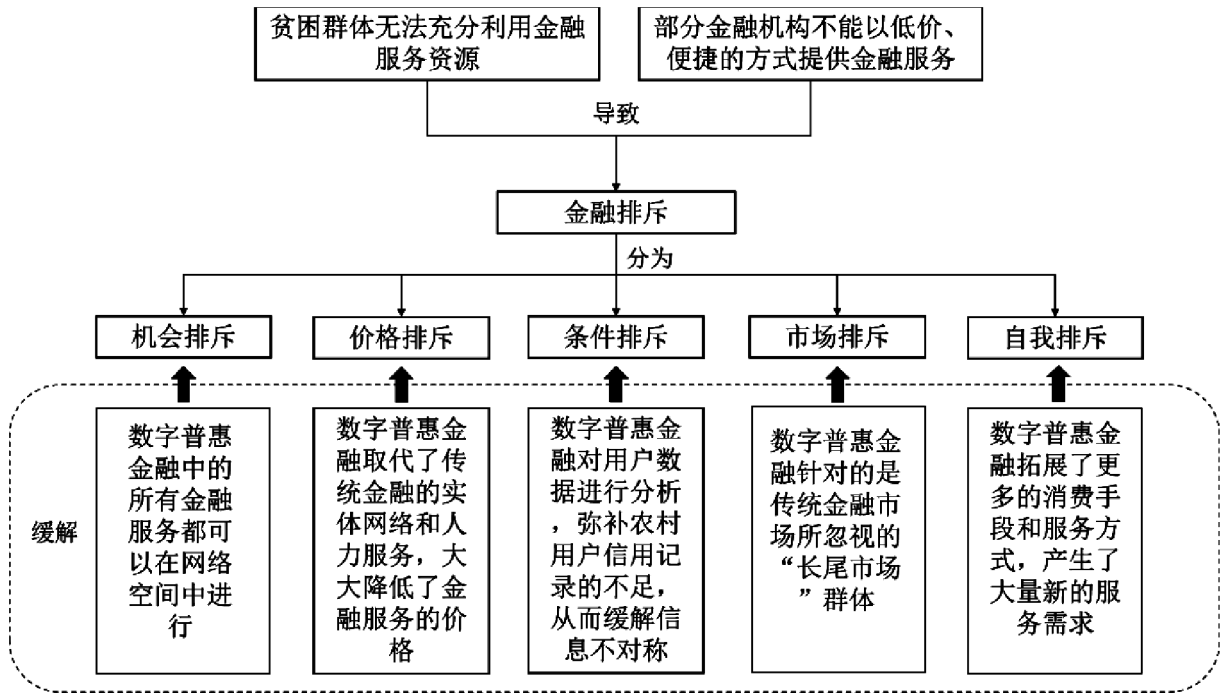 贫困群体无法充分利用金融
服务资源
部分金融机构不能以低价、
便捷的方式提供金融服务
导致
金融排斥
分为
机会排斥
价格排斥
条件排斥
市场排斥
自我排斥
缓解
数字普惠
金融中的
所有金融
服务都可
以在网络
空间中进
行
数字普惠金
融取代了传
统金融的实
体网络和人
力服务，大
大降低了金
融服务的价
格
数字普惠金
融对用户数
据进行分析
，弥补农村
用户信用记
录的不足，
从而缓解信
息不对称
数字普惠金
融针对的是
传统金融市
场所忽视的
“长尾市场
”群体
数字普惠金
融拓展了更
多的消费手
段和服务方
式，产生了
大量新的服
务需求